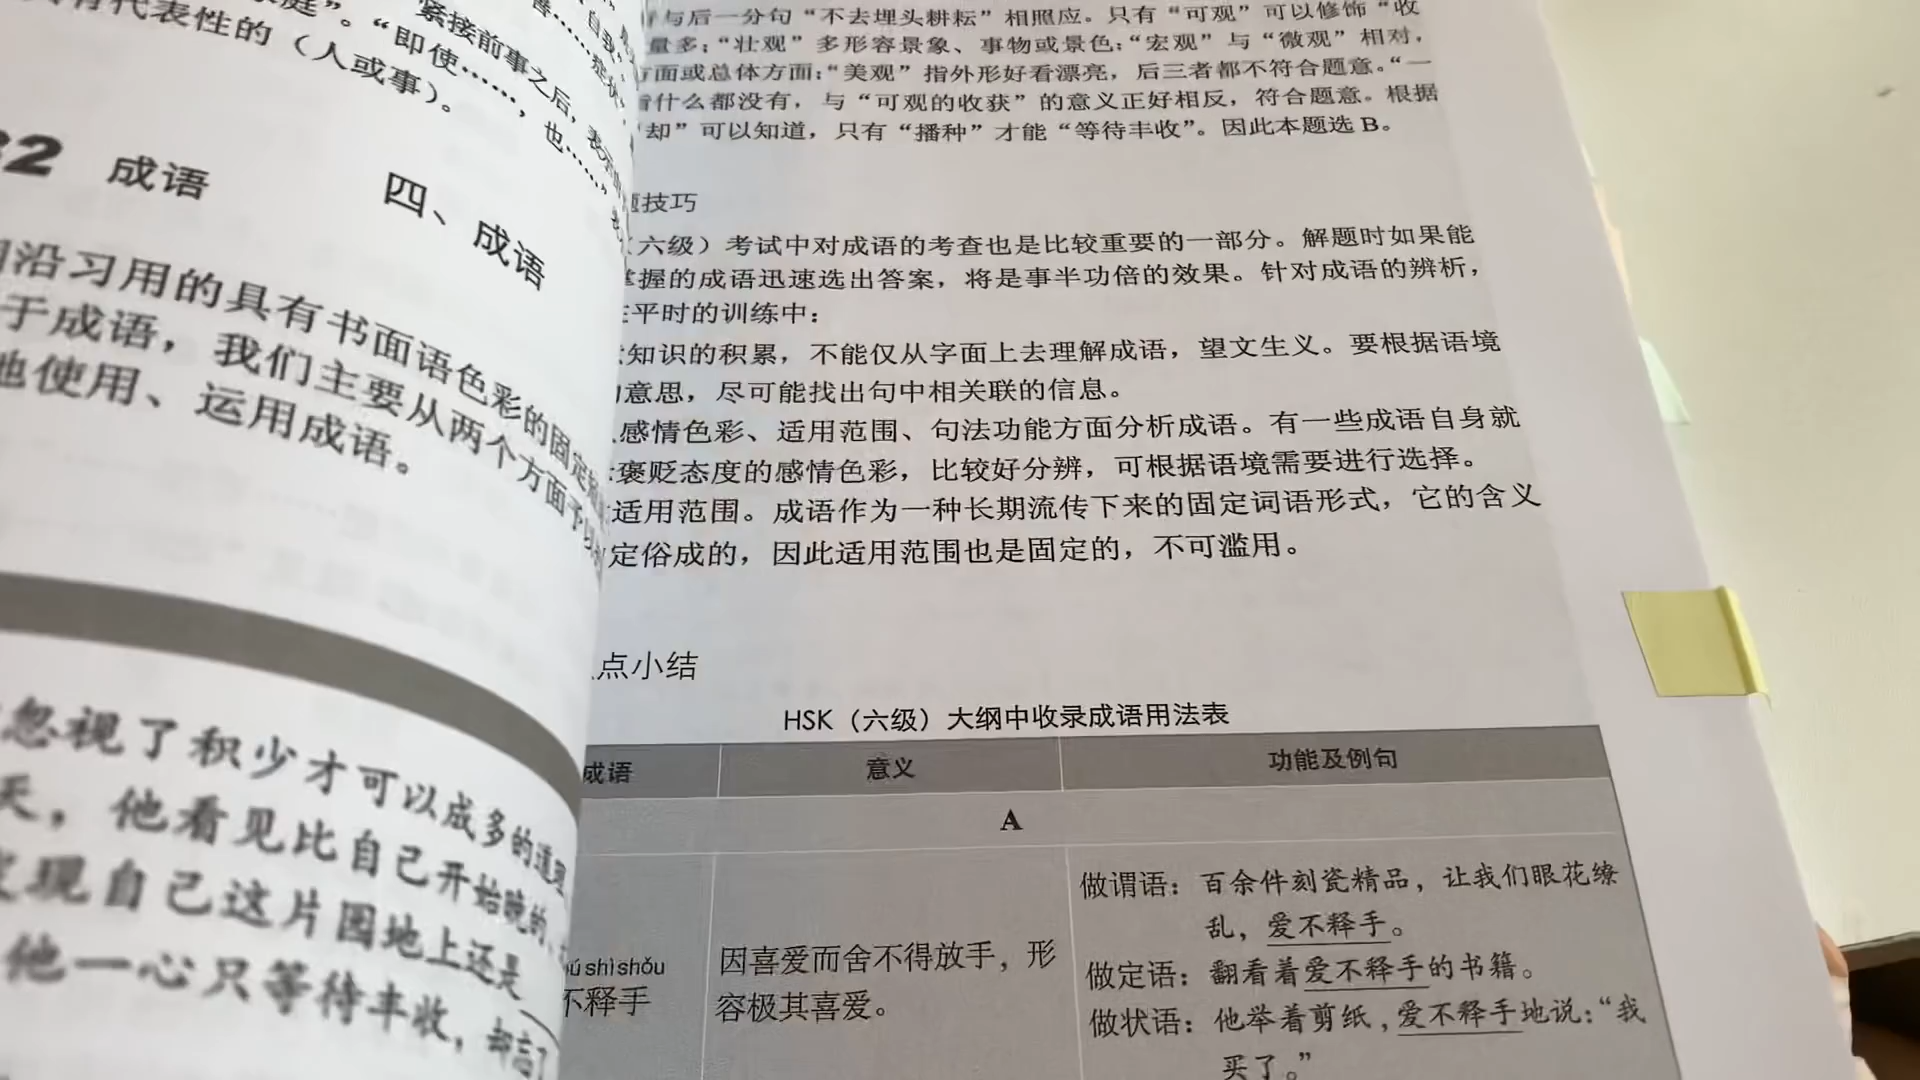 家庭”。“即使……，也……”
有代表性的（人或事）。
紧接前事之后，表示
2 成语
四、成语
沿习用的具有书面语色彩的固定
于成语，我们主要从两个方面予
地使用、运用成语。
忽视了积少才可以成多的道理
天，他看见比自己开始晚的、
发现自己这片园地上还是
他一心只等待丰收，却忘了
与后一分句“不去埋头耕耘”相照应。只有“可观”可以修饰“收
量多；“壮观”多形容景象、事物或景色；“宏观”与“微观”相对，
方面或总体方面；“美观”指外形好看漂亮，后三者都不符合题意。“一
什么都没有，与“可观的收获”的意义正好相反，符合题意。根据
却”可以知道，只有“播种”才能“等待丰收”。因此本题选 B。
题技巧
（六级）考试中对成语的考查也是比较重要的一部分。解题时如果能
掌握的成语迅速选出答案，将是事半功倍的效果。针对成语的辨析，
平时的训练中：
知识的积累，不能仅从字面上去理解成语，望文生义。要根据语境
意思，尽可能找出句中相关联的信息。
感情色彩、适用范围、句法功能方面分析成语。有一些成语自身就
褒贬态度的感情色彩，比较好分辨，可根据语境需要进行选择。
适用范围。成语作为一种长期流传下来的固定词语形式，它的含义
定俗成的，因此适用范围也是固定的，不可滥用。
点小结
HSK（六级）大纲中收录成语用法表
成语 意义 功能及例句
A
ú shì shǒu
不释手
因喜爱而舍不得放手，形
容极其喜爱。
做谓语：百余件刻瓷精品，让我们眼花缭
乱，爱不释手。
做定语：翻看着爱不释手的书籍。
做状语：他举着剪纸，爱不释手地说：“我
买了。”